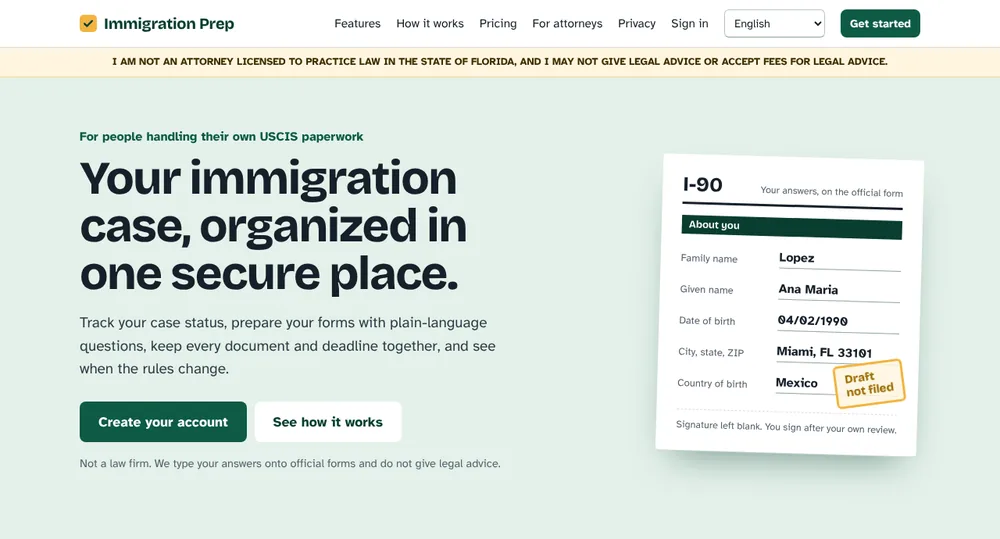 Immigration Prep
Features How it works Pricing For attorneys Privacy Sign in English Get started
I AM NOT AN ATTORNEY LICENSED TO PRACTICE LAW IN THE STATE OF FLORIDA, AND I MAY NOT GIVE LEGAL ADVICE OR ACCEPT FEES FOR LEGAL ADVICE.
For people handling their own USCIS paperwork
Your immigration
case, organized in
one secure place.
Track your case status, prepare your forms with plain-language
questions, keep every document and deadline together, and see
when the rules change.
Create your account See how it works
Not a law firm. We type your answers onto official forms and do not give legal advice.
I-90 Your answers, on the official form
About you
Family name Lopez
Given name Ana Maria
Date of birth 04/02/1990
City, state, ZIP Miami, FL 33101
Country of birth Mexico
Draft
not filed
Signature left blank. You sign after your own review.